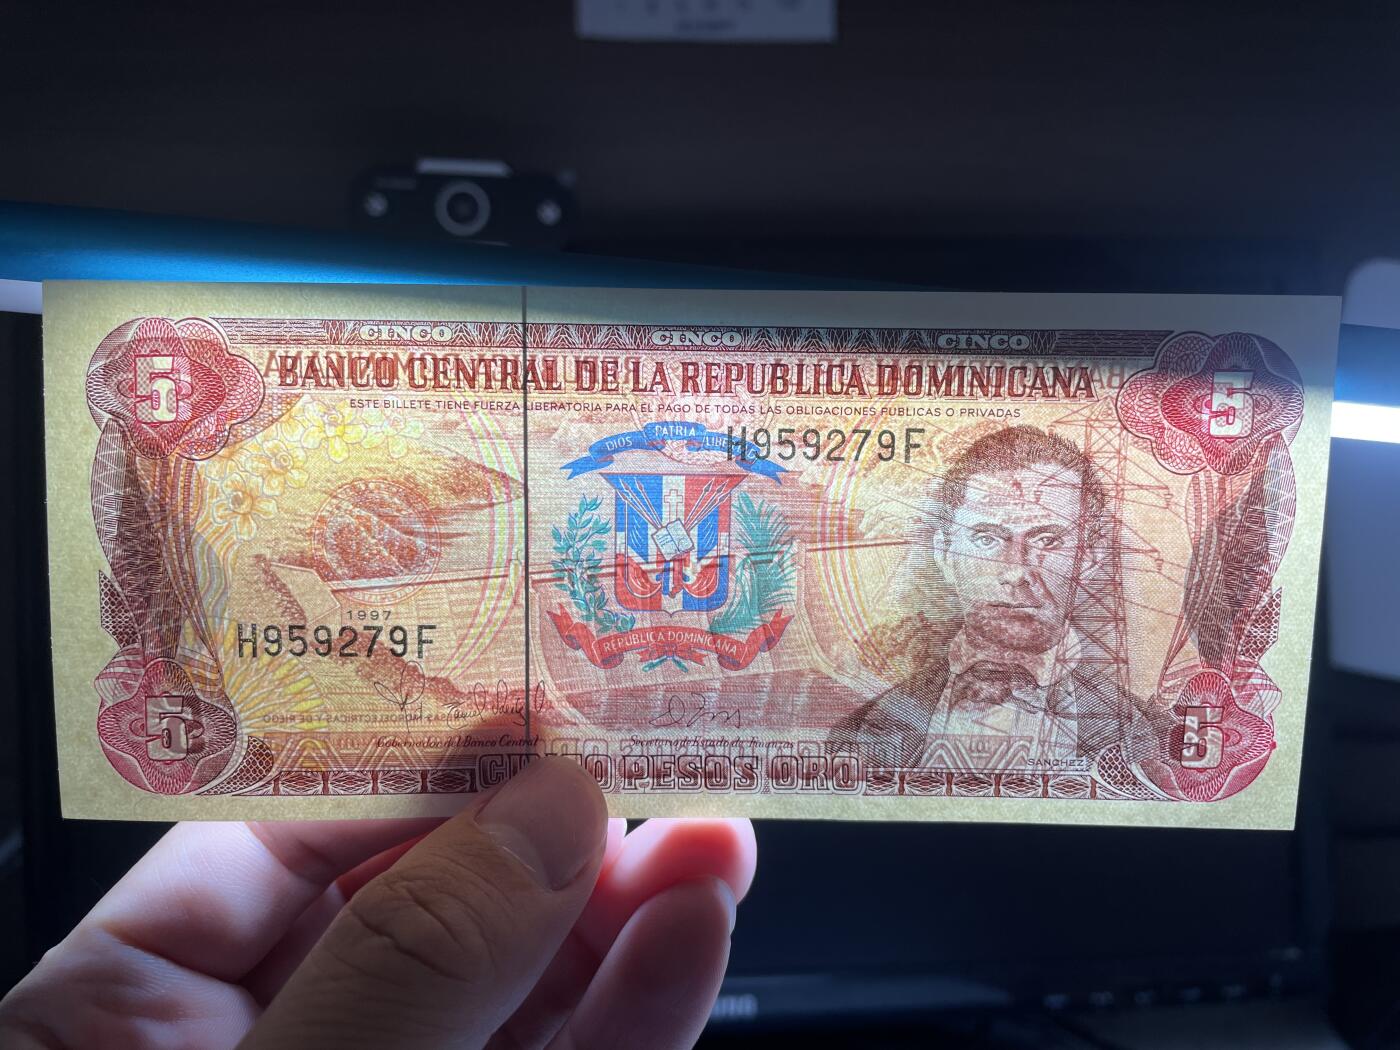 CINCO CINCO CINCO
5 5
BANCO CENTRAL DE LA REPUBLICA DOMINICANA
ESTE BILLETE TIENE FUERZA LIBERATORIA PARA EL PAGO DE TODAS LAS OBLIGACIONES PUBLICAS O PRIVADAS
DIOS PATRIA LIBERTAD
H959279F
1997
H959279F
REPUBLICA DOMINICANA
Gobernador del Banco Central
Secretario de Estado de Finanzas
5 5
CINCO PESOS ORO
SANCHEZ